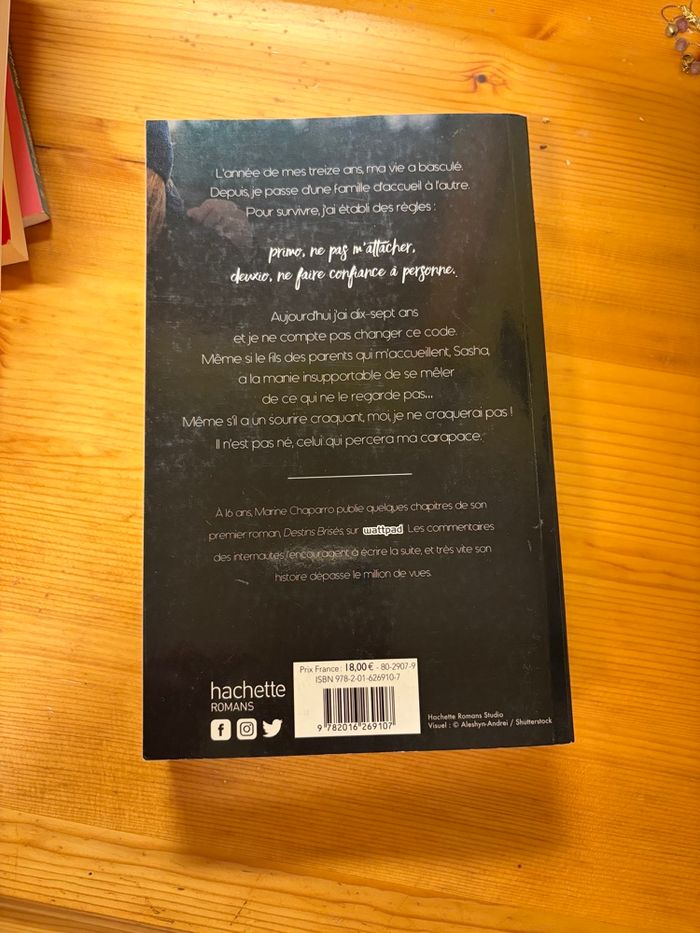 L'année de mes treize ans, ma vie a basculé.
Depuis, je passe d'une famille d'accueil à l'autre.
Pour survivre, j'ai établi des règles :
primo, ne pas m'attacher,
deuxio, ne faire confiance à personne.
Aujourd'hui j'ai dix-sept ans
et je ne compte pas changer ce code.
Même si le fils des parents qui m'accueillent, Sasha,
a la manie insupportable de se mêler
de ce qui ne le regarde pas...
Même s'il a un sourire craquant, moi, je ne craquerai pas !
Il n'est pas né, celui qui percera ma carapace.
À 16 ans, Marine Chaparro publie quelques chapitres de son
premier roman, Destins Brisés, sur wattpad. Les commentaires
des internautes l'encouragent à écrire la suite, et très vite son
histoire dépasse le million de vues.
Prix France : 18,00 € - 80-2907-9
ISBN 978-2-01-626910-7
9 782016 269107
hachette
ROMANS
Hachette Romans Studio
Visuel : © Aleshyn-Andrei / Shutterstock